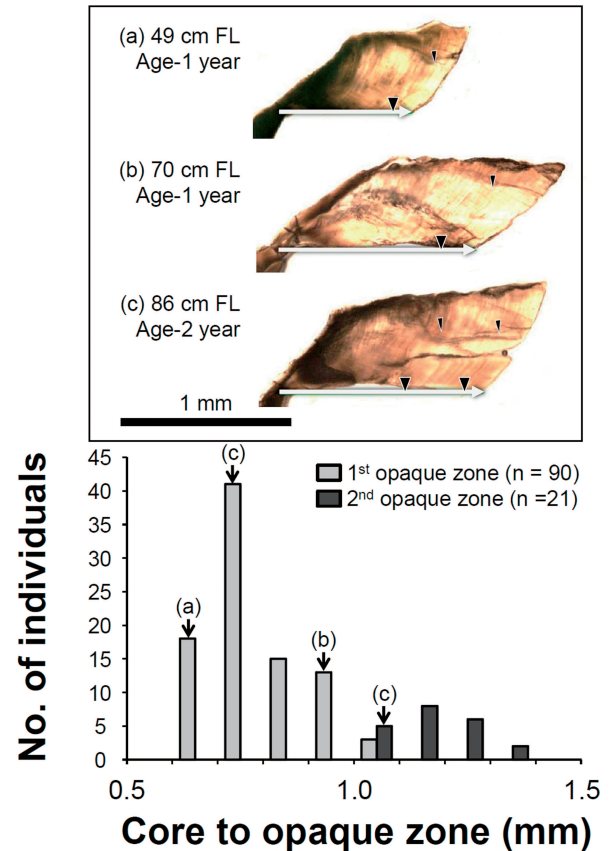 (a) 49 cm FL
Age-1 year
(b) 70 cm FL
Age-1 year
(c) 86 cm FL
Age-2 year
1 mm
No. of individuals
45
40
35
30
25
20
15
10
5
0
(a)
(c)
(b)
(c)
1st opaque zone (n = 90)
2nd opaque zone (n =21)
0.5
1.0
1.5
Core to opaque zone (mm)